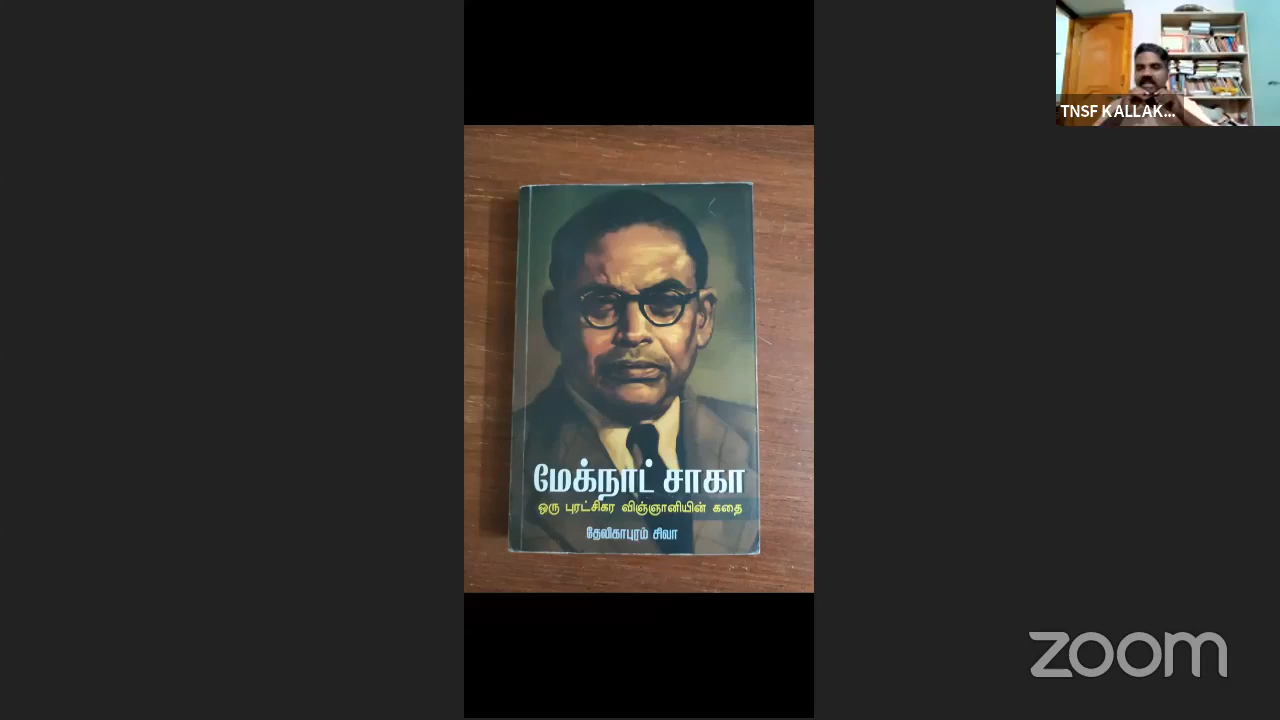 TNSF KALLAK...
மேக்நாட் சாகா
ஒரு புரட்சிகர விஞ்ஞானியின் கதை
தேவிகாபுரம் சிவா
zoom